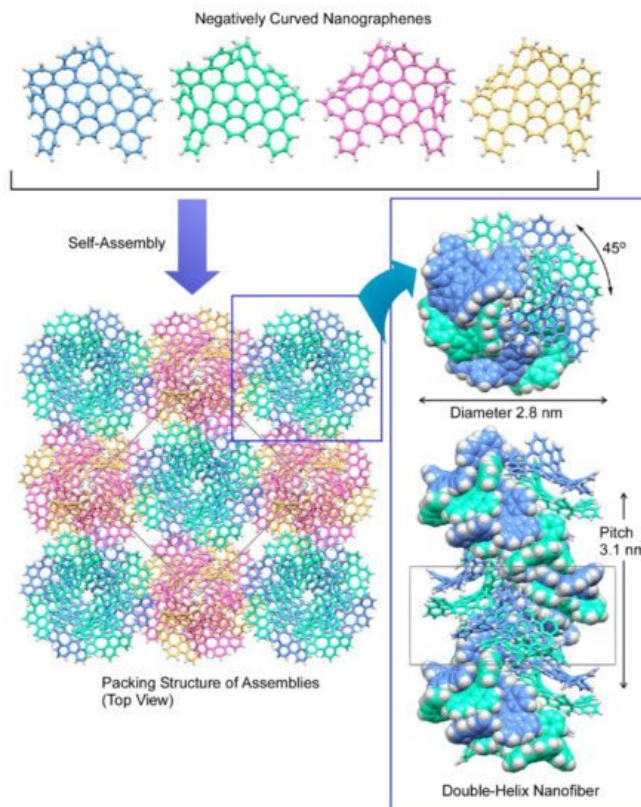 Negatively Curved Nanographenes
Self-Assembly
45º
Diameter 2.8 nm
Pitch
3.1 nm
Packing Structure of Assemblies
(Top View)
Double-Helix Nanofiber